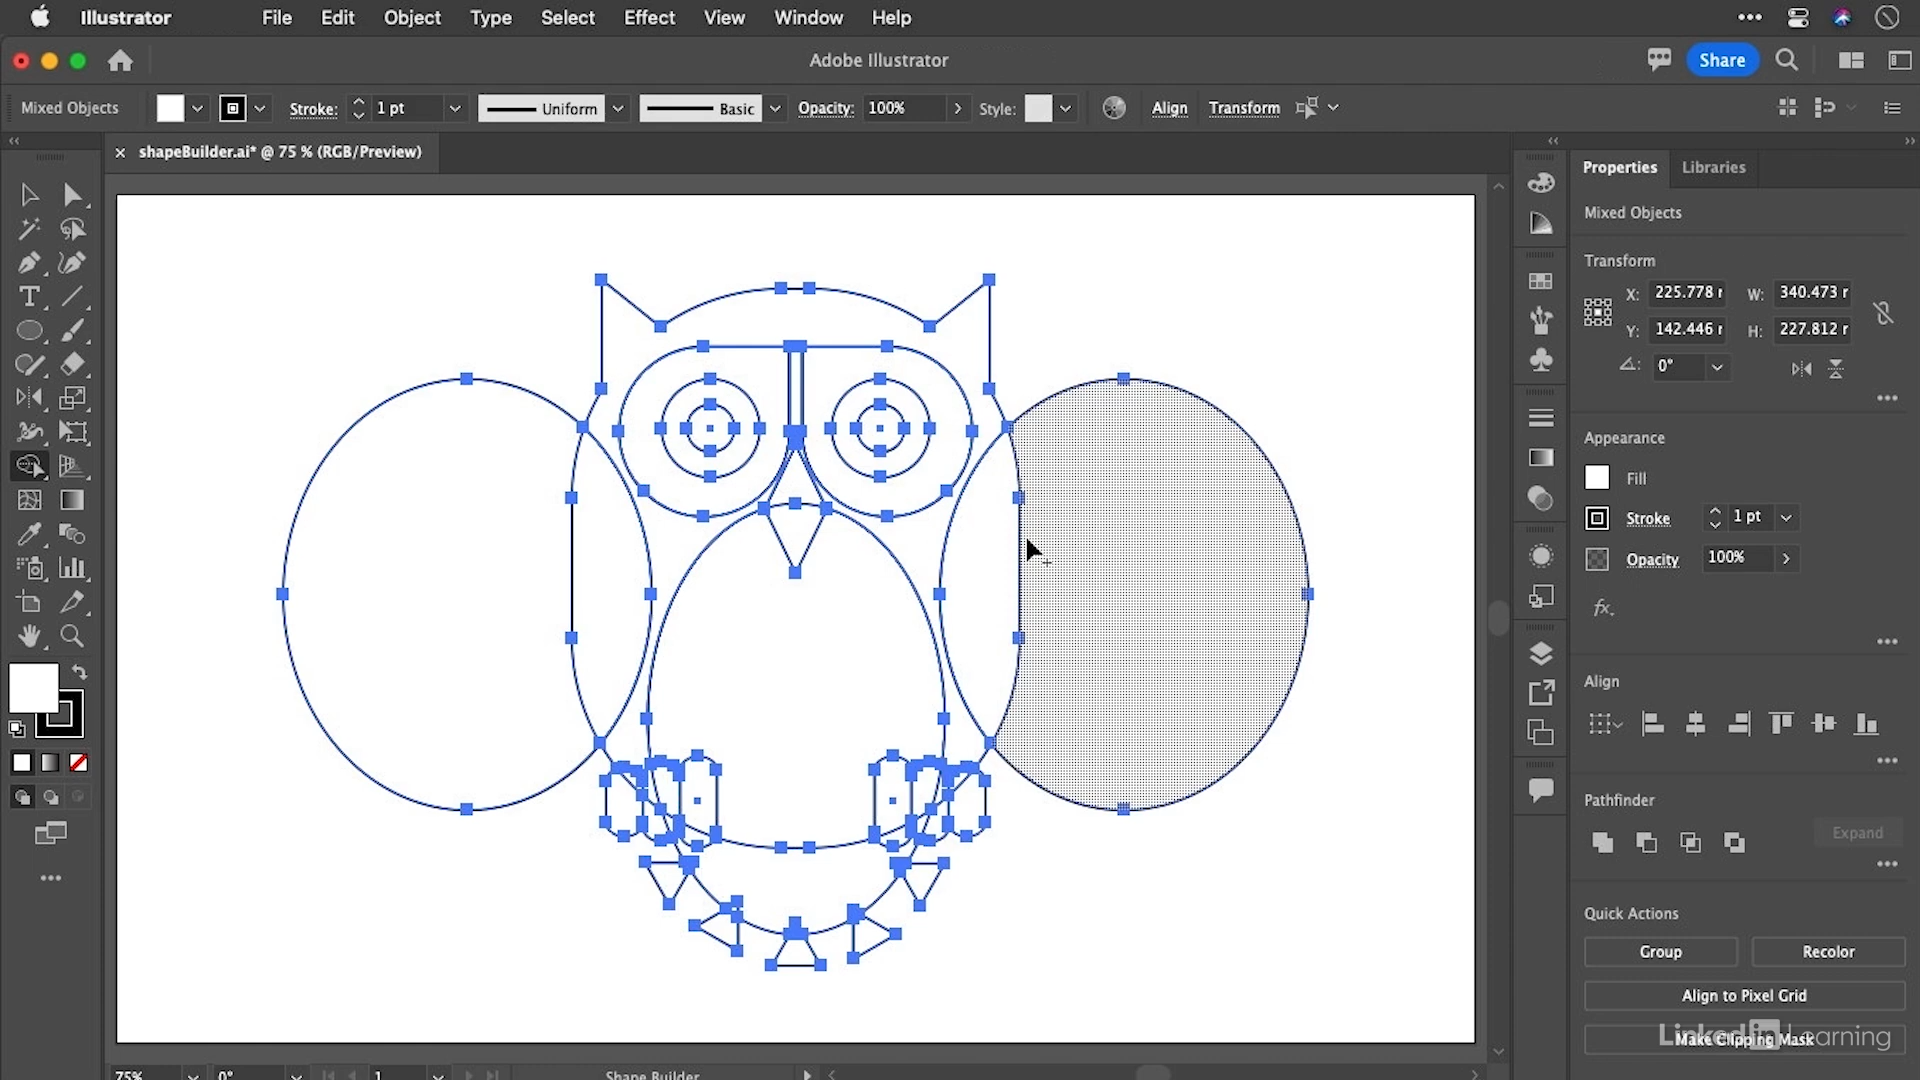 Illustrator File Edit Object Type Select Effect View Window Help
Adobe Illustrator
Share
Mixed Objects Stroke: 1 pt Uniform Basic Opacity: 100% Style: Align Transform
× shapeBuilder.ai* @ 75 % (RGB/Preview)
Properties Libraries
Mixed Objects
Transform
X: 225.778 r W: 340.473 r
Y: 142.446 r H: 227.812 r
0°
Appearance
Fill
Stroke 1 pt
Opacity 100%
fx.
Align
Pathfinder
Expand
Quick Actions
Group Recolor
Align to Pixel Grid
Make Clipping Mask
LinkedIn Learning
75% 0° 1 Shape Builder